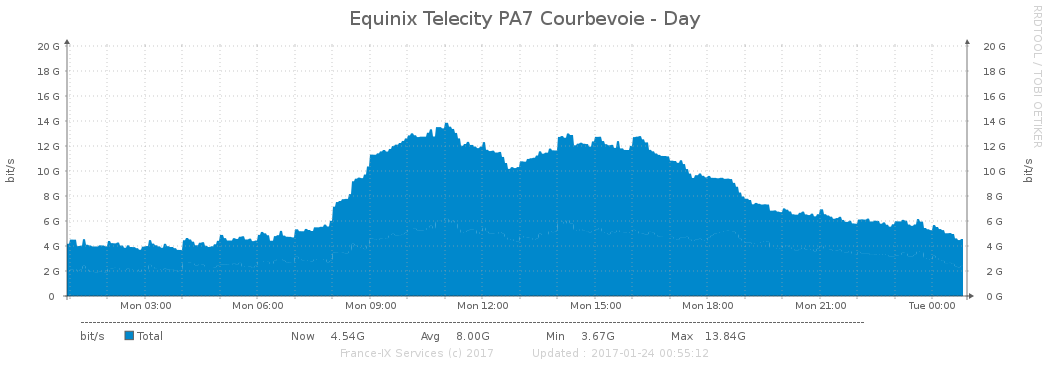 Equinix Telecity PA7 Courbevoie - Day
RRDTOOL / TOBI OETIKER
20 G 20 G
18 G 18 G
16 G 16 G
14 G 14 G
12 G 12 G
10 G 10 G
8 G 8 G
6 G 6 G
4 G 4 G
2 G 2 G
0 0 G
bit/s bit/s
Mon 03:00 Mon 06:00 Mon 09:00 Mon 12:00 Mon 15:00 Mon 18:00 Mon 21:00 Tue 00:00
bit/s Total Now 4.54G Avg 8.00G Min 3.67G Max 13.84G
France-IX Services (c) 2017 Updated : 2017-01-24 00:55:12